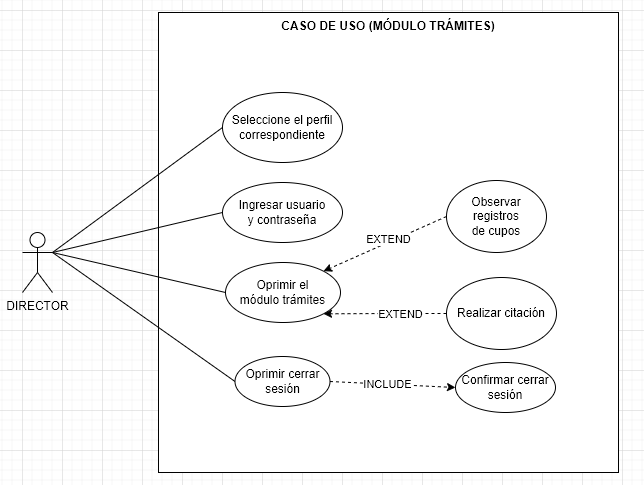 CASO DE USO (MÓDULO TRÁMITES)
Seleccione el perfil
correspondiente
Ingresar usuario
y contraseña
Observar
registros
de cupos
EXTEND
Oprimir el
módulo trámites
DIRECTOR
EXTEND
Realizar citación
Oprimir cerrar
sesión
INCLUDE
Confirmar cerrar
sesión